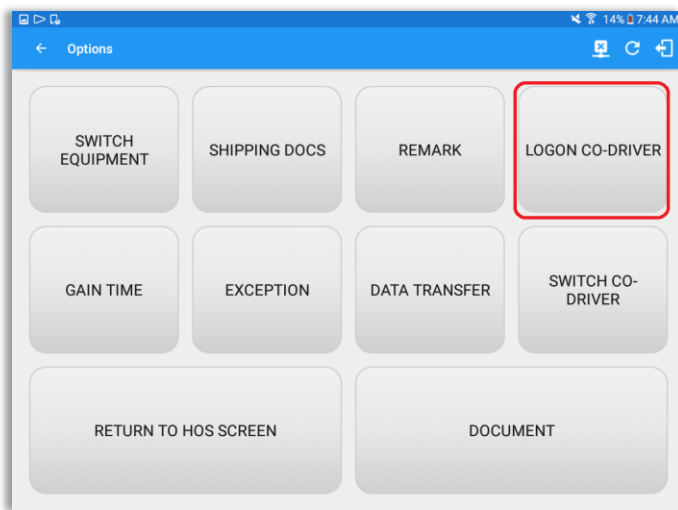 14% 7:44 AM
Options
SWITCH
EQUIPMENT
SHIPPING DOCS
REMARK
LOGON CO-DRIVER
GAIN TIME
EXCEPTION
DATA TRANSFER
SWITCH CO-
DRIVER
RETURN TO HOS SCREEN
DOCUMENT